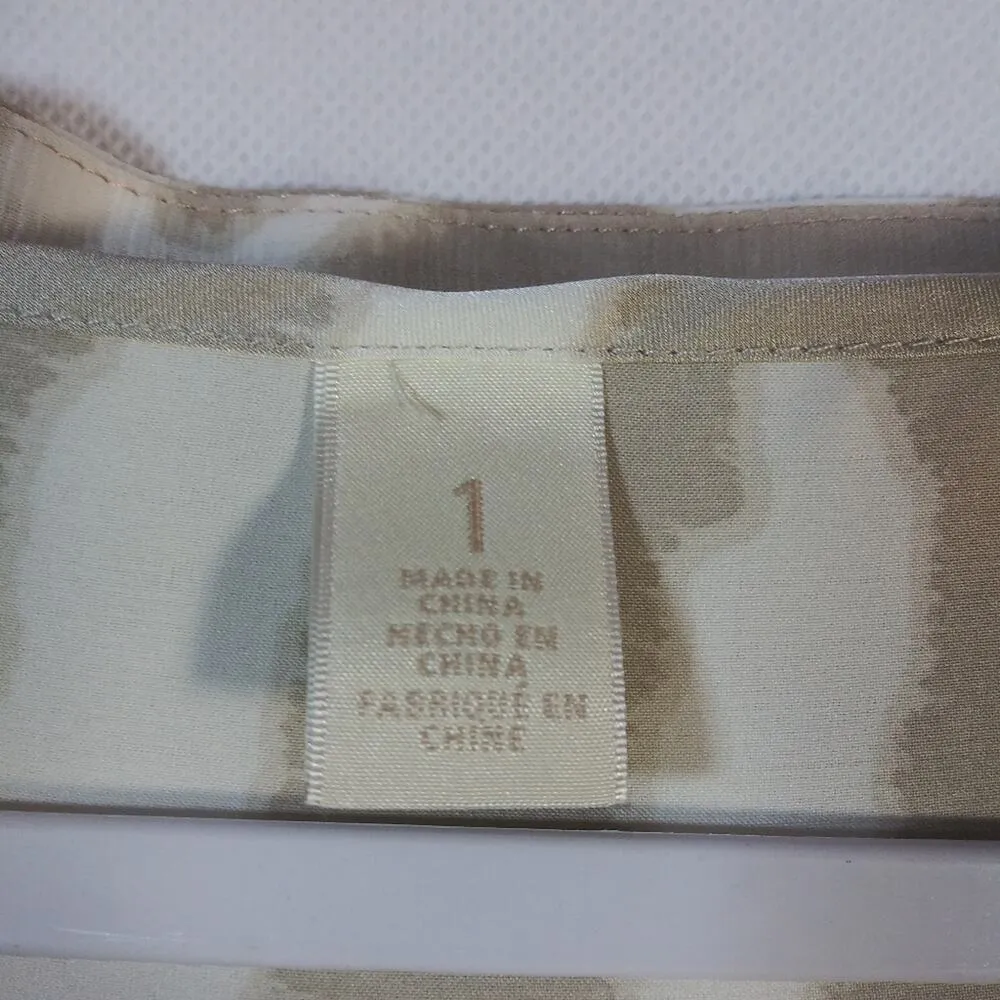 1
MADE IN
CHINA
HECHO EN
CHINA
FABRIQUÉ EN
CHINE